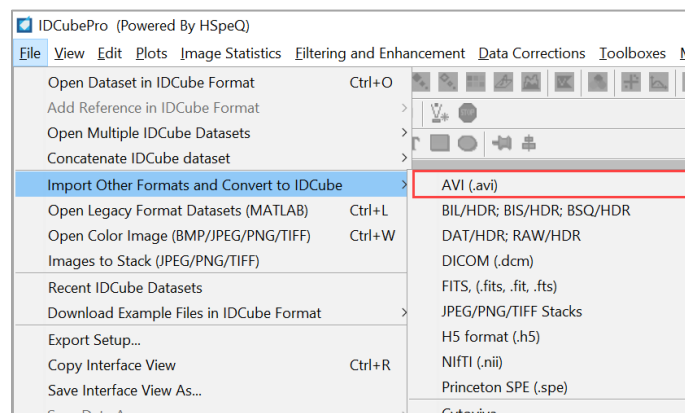 IDCubePro (Powered By HSpeQ)
File View Edit Plots Image Statistics Filtering and Enhancement Data Corrections Toolboxes
Open Dataset in IDCube Format Ctrl+O
Add Reference in IDCube Format
Open Multiple IDCube Datasets
Concatenate IDCube dataset
Import Other Formats and Convert to IDCube
Open Legacy Format Datasets (MATLAB) Ctrl+L
Open Color Image (BMP/JPEG/PNG/TIFF) Ctrl+W
Images to Stack (JPEG/PNG/TIFF)
Recent IDCube Datasets
Download Example Files in IDCube Format
Export Setup...
Copy Interface View Ctrl+R
Save Interface View As...
AVI (.avi)
BIL/HDR; BIS/HDR; BSQ/HDR
DAT/HDR; RAW/HDR
DICOM (.dcm)
FITS, (.fits, .fit, .fts)
JPEG/PNG/TIFF Stacks
H5 format (.h5)
NIfTI (.nii)
Princeton SPE (.spe)